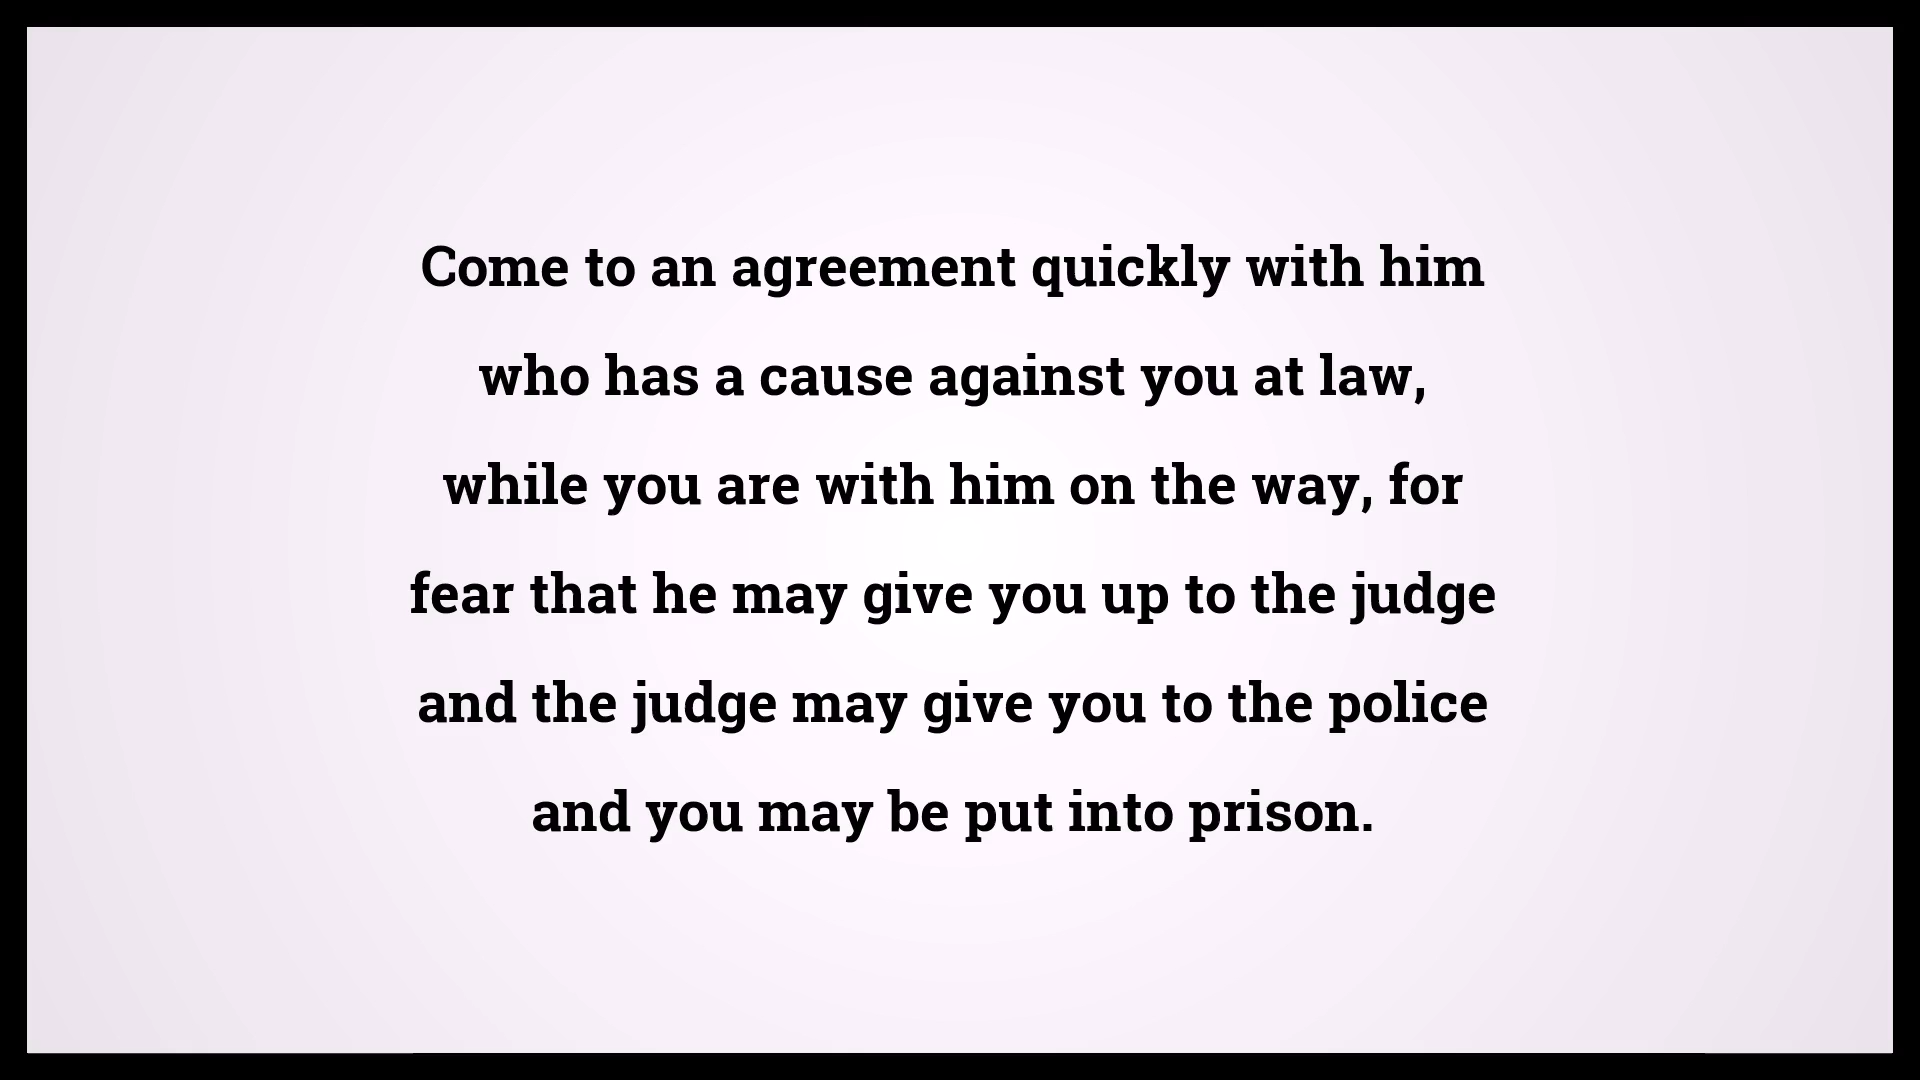 Come to an agreement quickly with him
who has a cause against you at law,
while you are with him on the way, for
fear that he may give you up to the judge
and the judge may give you to the police
and you may be put into prison.